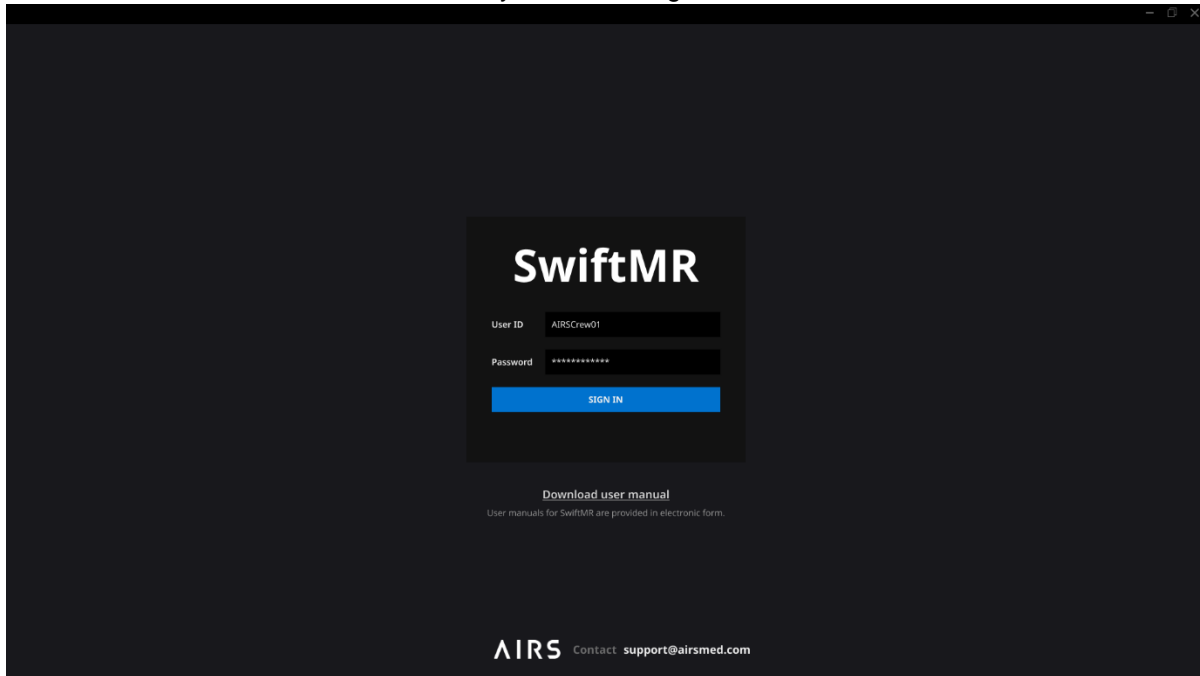 SwiftMR
User ID AIRSCrew01
Password ************
SIGN IN
Download user manual
User manuals for SwiftMR are provided in electronic form.
AIRS Contact support@airsmed.com